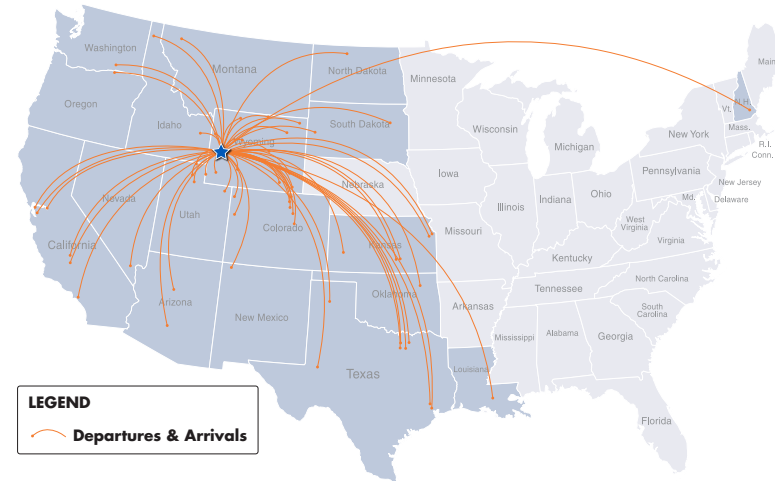 Washington
Montana
North Dakota
Minnesota
Main
Oregon
Idaho
Wyoming
South Dakota
Wisconsin
Michigan
New York
Vt.
N.H.
Mass.
R.I.
Conn.
Nevada
Utah
Colorado
Nebraska
Iowa
Illinois
Indiana
Ohio
Pennsylvania
New Jersey
Md.
Delaware
California
Kansas
Missouri
West
Virginia
Virginia
Kentucky
Arizona
New Mexico
Oklahoma
Arkansas
Tennessee
North Carolina
South
Carolina
Texas
Louisiana
Mississippi
Alabama
Georgia
Florida
LEGEND
Departures & Arrivals